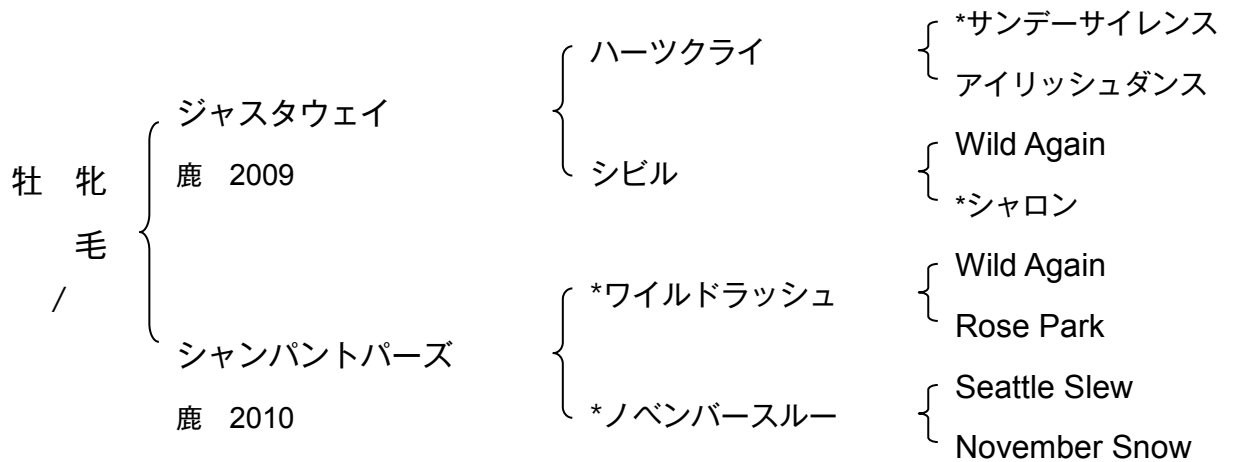 牡 牝
毛
/
ジャスタウェイ
鹿 2009
シャンパントパーズ
鹿 2010
ハーツクライ
シビル
*ワイルドラッシュ
*ノベンバースルー
*サンデーサイレンス
アイリッシュダンス
Wild Again
*シャロン
Wild Again
Rose Park
Seattle Slew
November Snow